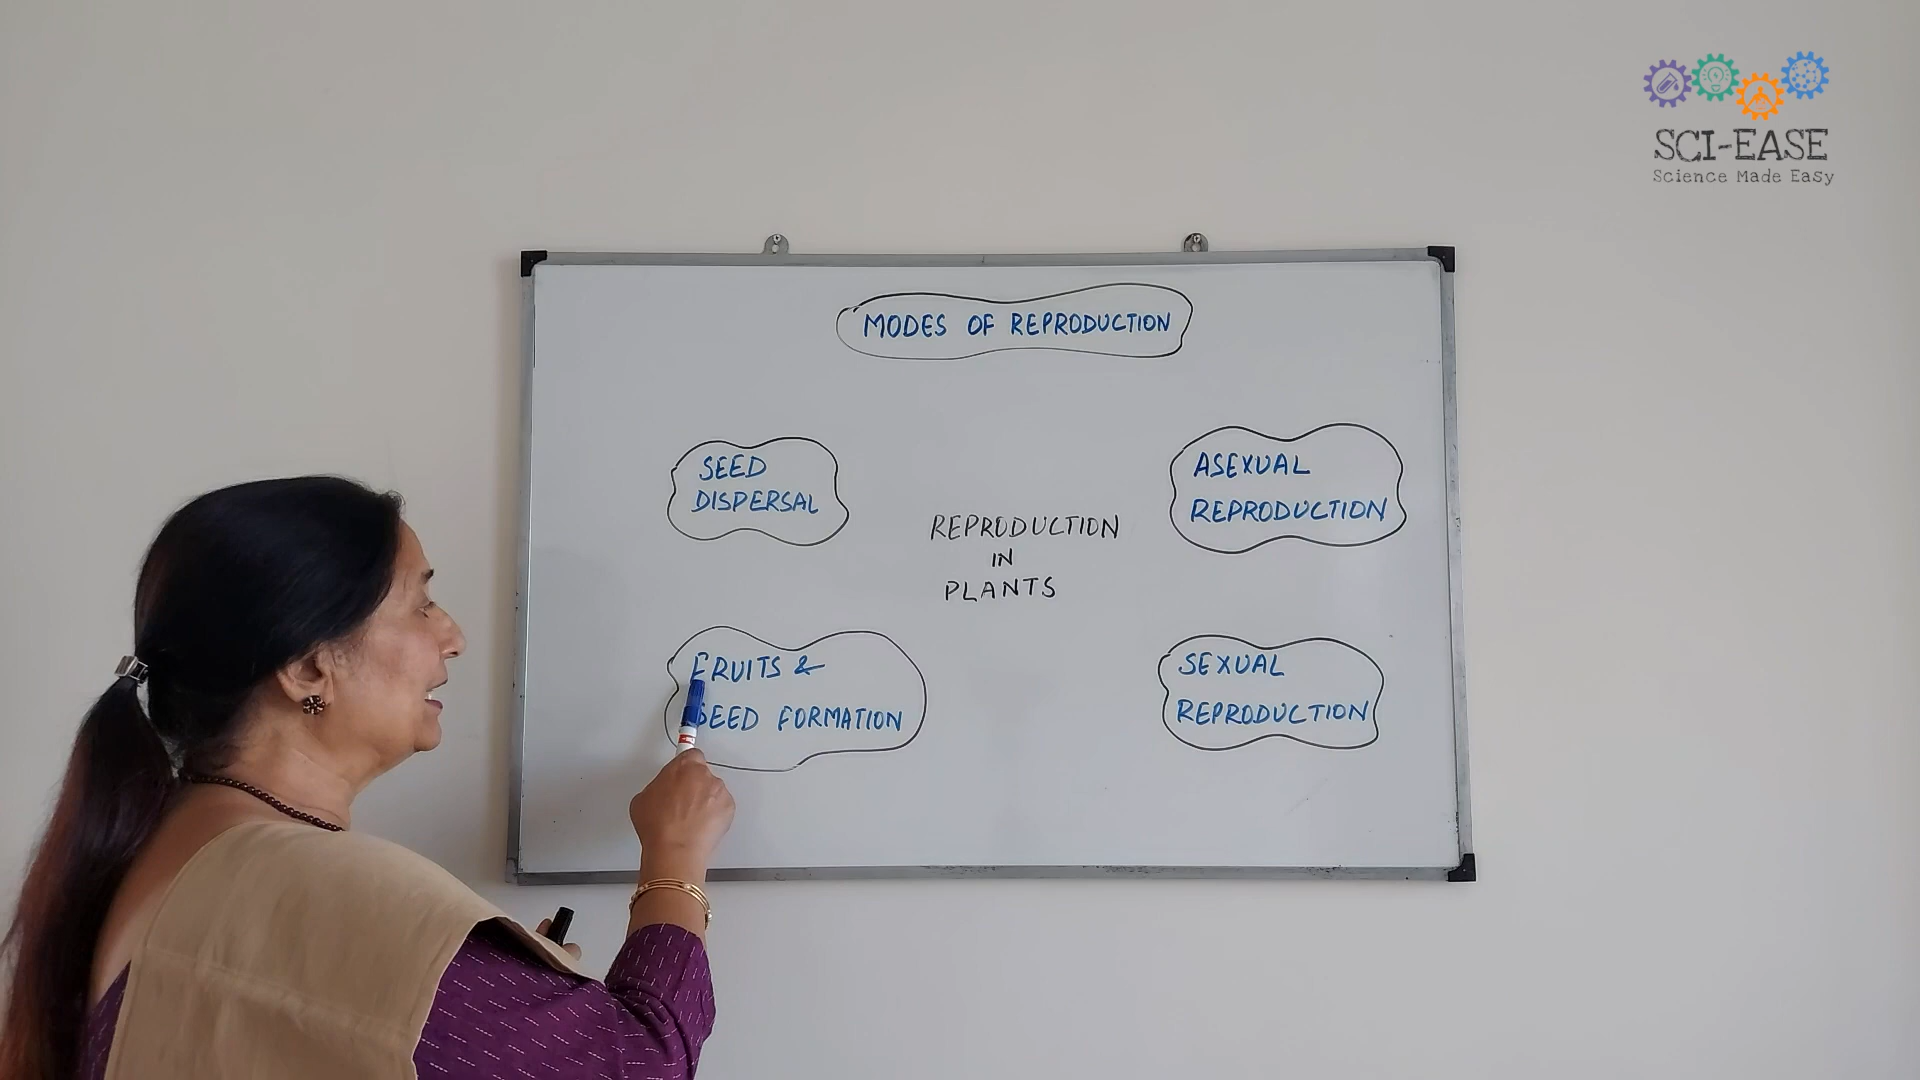 SCI-EASE
Science Made Easy
MODES OF REPRODUCTION
SEED
DISPERSAL
REPRODUCTION
IN
PLANTS
ASEXUAL
REPRODUCTION
FRUITS &
SEED FORMATION
SEXUAL
REPRODUCTION